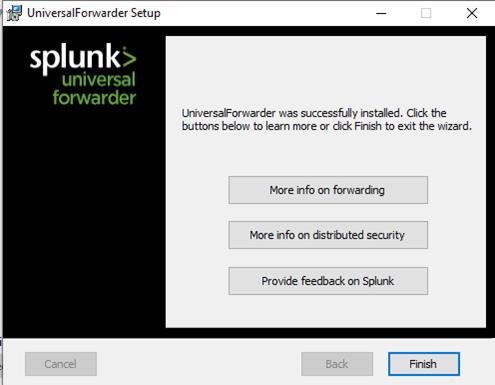 UniversalForwarder Setup
splunk>
universal
forwarder
UniversalForwarder was successfully installed. Click the
buttons below to learn more or click Finish to exit the wizard.
More info on forwarding
More info on distributed security
Provide feedback on Splunk
Cancel
Back
Finish